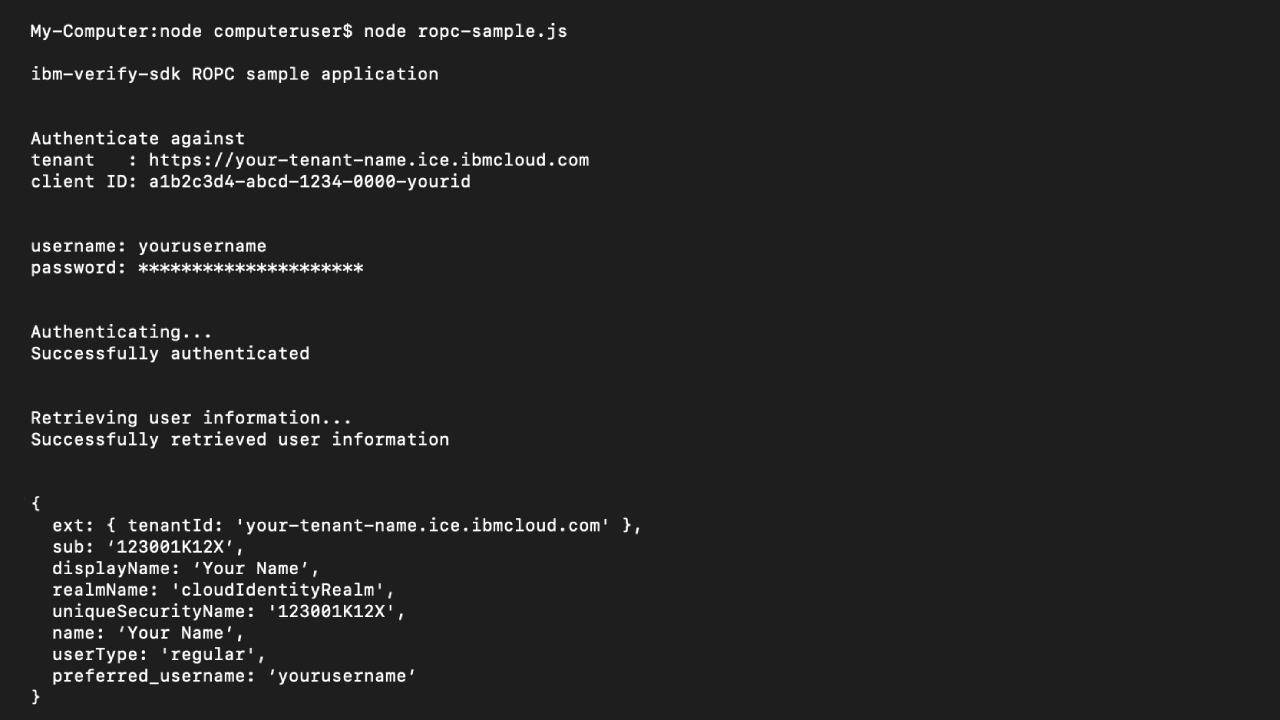 My-Computer:node computeruser$ node ropc-sample.js
ibm-verify-sdk ROPC sample application
Authenticate against
tenant   : https://your-tenant-name.ice.ibmcloud.com
client ID: a1b2c3d4-abcd-1234-0000-yourid
username: yourusername
password: *********************
Authenticating...
Successfully authenticated
Retrieving user information...
Successfully retrieved user information
{
  ext: { tenantId: 'your-tenant-name.ice.ibmcloud.com' },
  sub: ‘123001K12X’,
  displayName: ‘Your Name’,
  realmName: 'cloudIdentityRealm',
  uniqueSecurityName: '123001K12X',
  name: ‘Your Name’,
  userType: 'regular',
  preferred_username: ’yourusername’
}